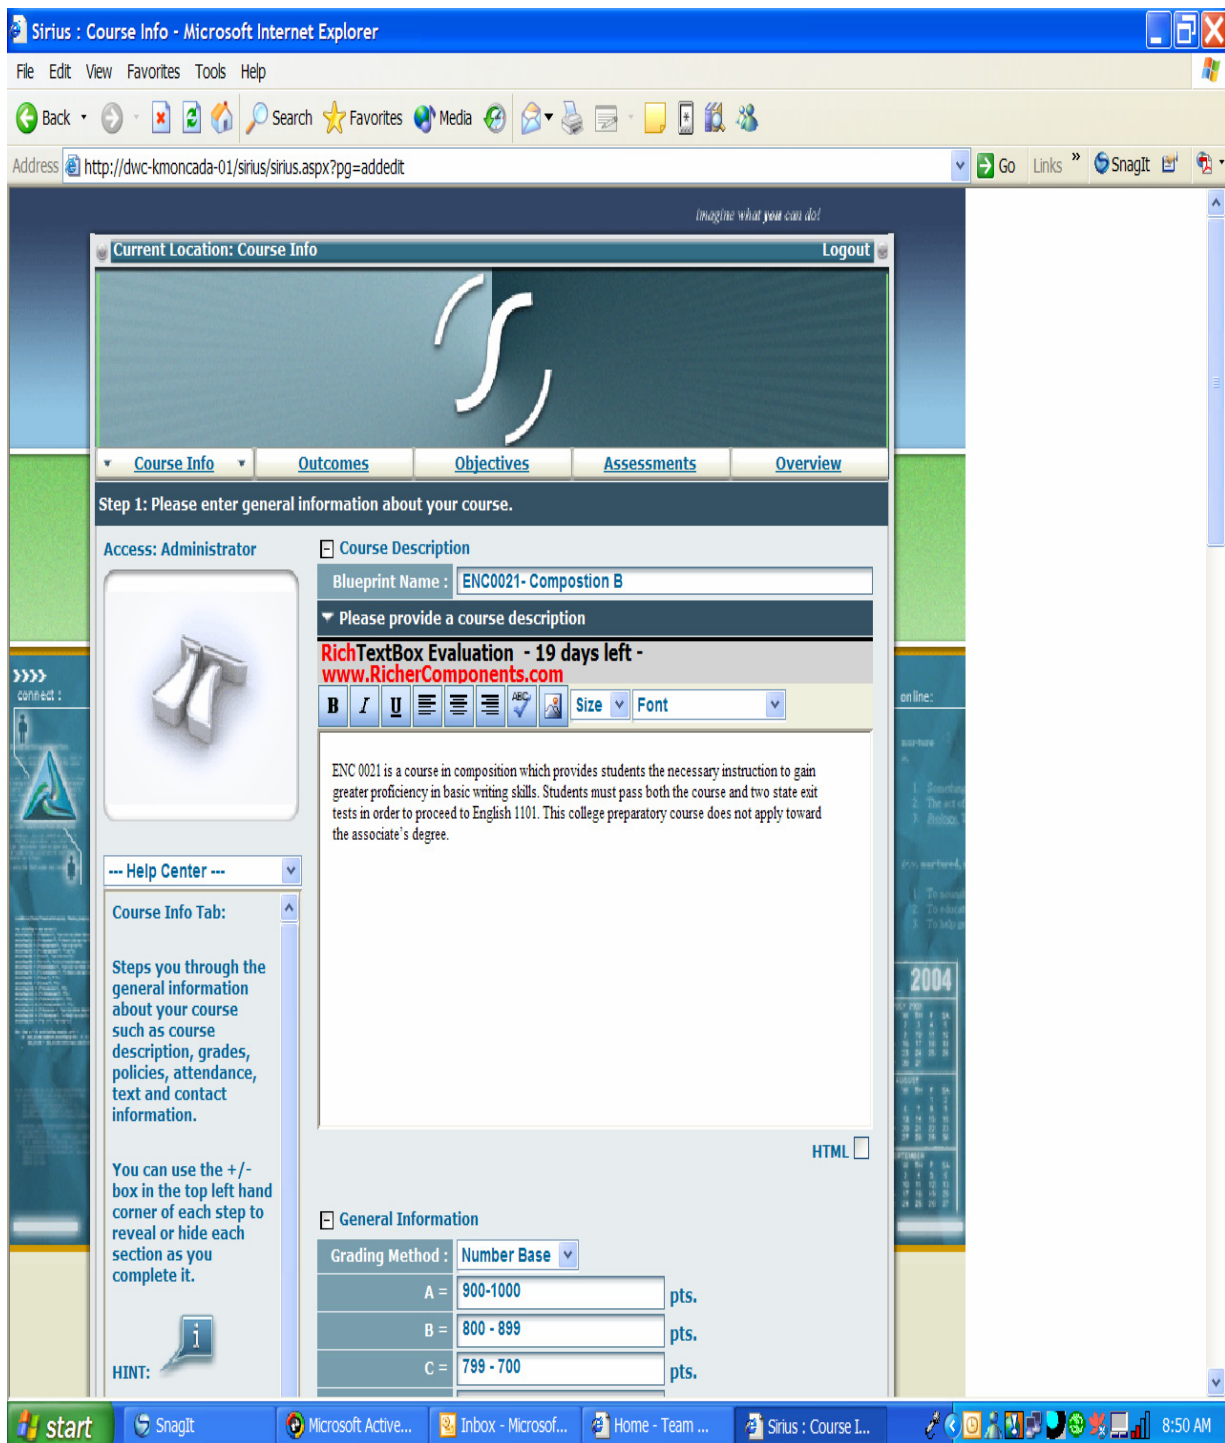 Sirius : Course Info - Microsoft Internet Explorer
File Edit View Favorites Tools Help
Back Search Favorites Media
Address http://dwc-kmoncada-01/sirius/sirius.aspx?pg=addedit Go Links » SnagIt
imagine what you can do!
Current Location: Course Info Logout
Course Info Outcomes Objectives Assessments Overview
Step 1: Please enter general information about your course.
Access: Administrator
--- Help Center ---
Course Info Tab:
Steps you through the
general information
about your course
such as course
description, grades,
policies, attendance,
text and contact
information.
You can use the +/-
box in the top left hand
corner of each step to
reveal or hide each
section as you
complete it.
i
HINT:
Course Description
Blueprint Name : ENC0021- Compostion B
Please provide a course description
RichTextBox Evaluation - 19 days left -
www.RicherComponents.com
B I U ABC Size Font
ENC 0021 is a course in composition which provides students the necessary instruction to gain
greater proficiency in basic writing skills. Students must pass both the course and two state exit
tests in order to proceed to English 1101. This college preparatory course does not apply toward
the associate's degree.
HTML
General Information
Grading Method : Number Base
A = 900-1000 pts.
B = 800 - 899 pts.
C = 799 - 700 pts.
>>>>
connect :
online:
nurture
2004
AUGUST
start SnagIt Microsoft Active... Inbox - Microsof... Home - Team ... Sirius : Course I... 8:50 AM